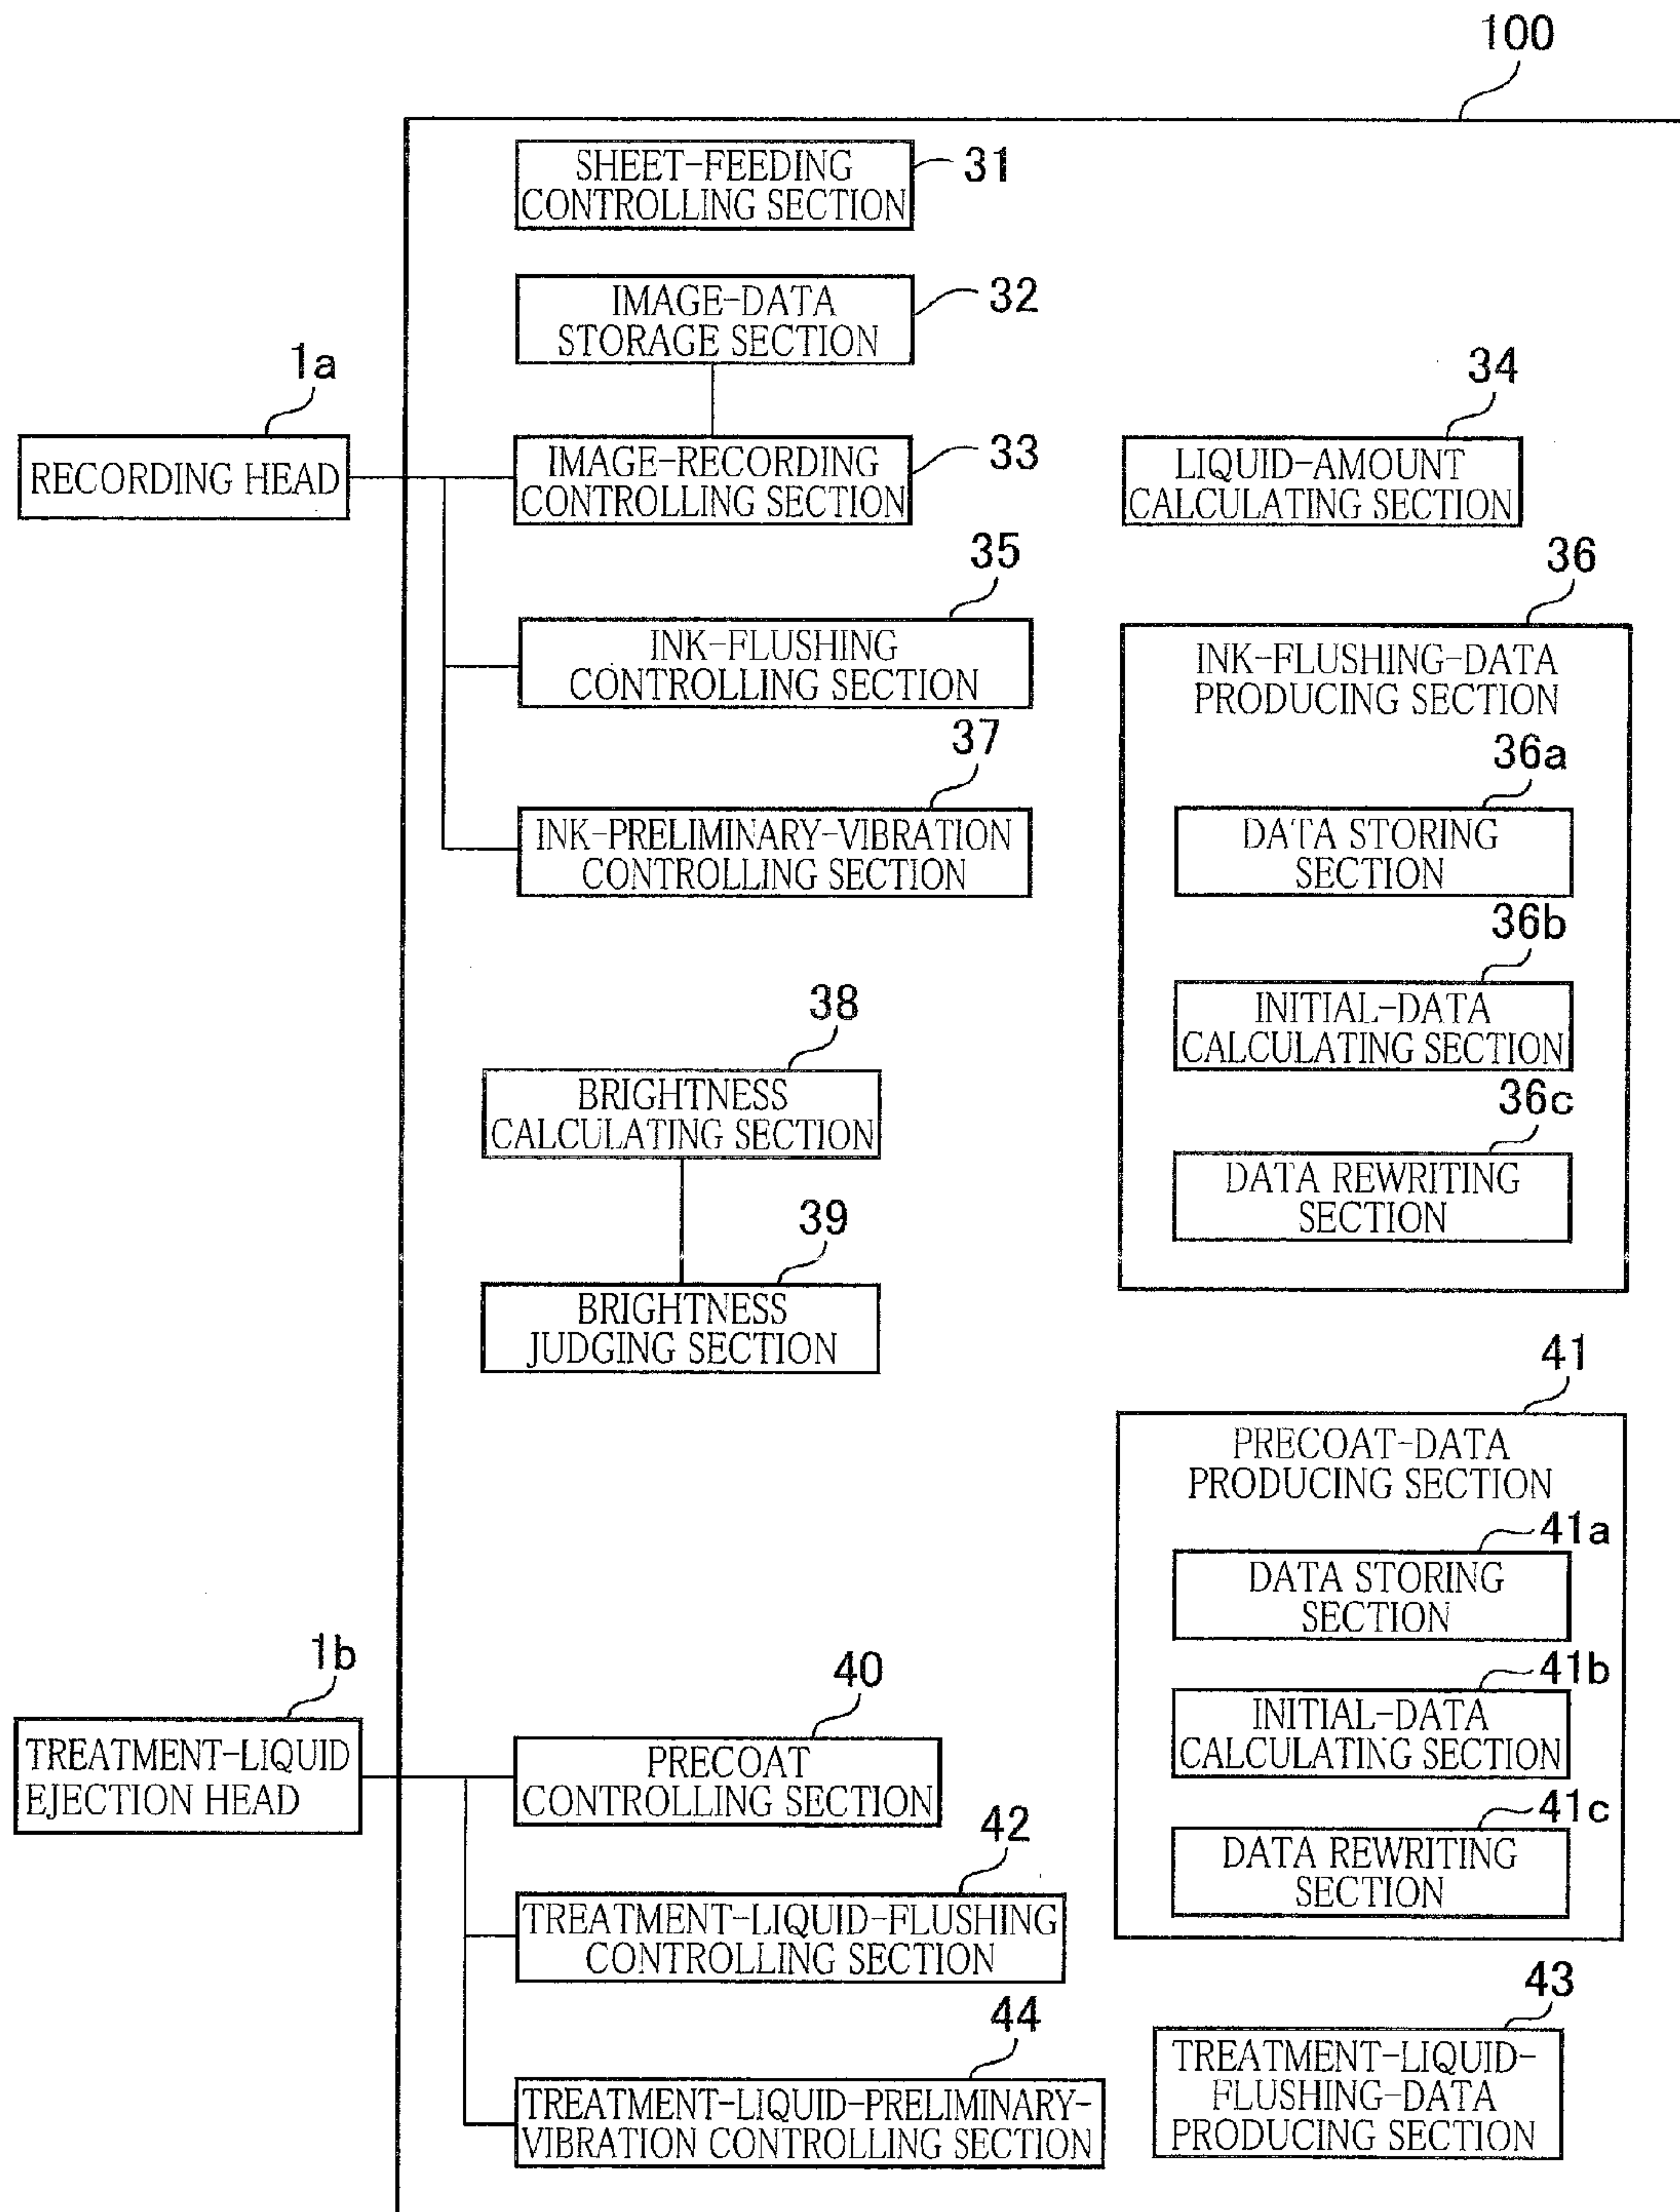 100
SHEET-FEEDING
CONTROLLING SECTION
31
IMAGE-DATA
STORAGE SECTION
32
1a
RECORDING HEAD
IMAGE-RECORDING
CONTROLLING SECTION
33
34
LIQUID-AMOUNT
CALCULATING SECTION
35
INK-FLUSHING
CONTROLLING SECTION
36
INK-FLUSHING-DATA
PRODUCING SECTION
37
INK-PRELIMINARY-VIBRATION
CONTROLLING SECTION
36a
DATA STORING
SECTION
36b
INITIAL-DATA
CALCULATING SECTION
36c
DATA REWRITING
SECTION
38
BRIGHTNESS
CALCULATING SECTION
39
BRIGHTNESS
JUDGING SECTION
41
PRECOAT-DATA
PRODUCING SECTION
41a
DATA STORING
SECTION
41b
INITIAL-DATA
CALCULATING SECTION
41c
DATA REWRITING
SECTION
1b
TREATMENT-LIQUID
EJECTION HEAD
40
PRECOAT
CONTROLLING SECTION
42
TREATMENT-LIQUID-FLUSHING
CONTROLLING SECTION
44
TREATMENT-LIQUID-PRELIMINARY-
VIBRATION CONTROLLING SECTION
43
TREATMENT-LIQUID-
FLUSHING-DATA
PRODUCING SECTION